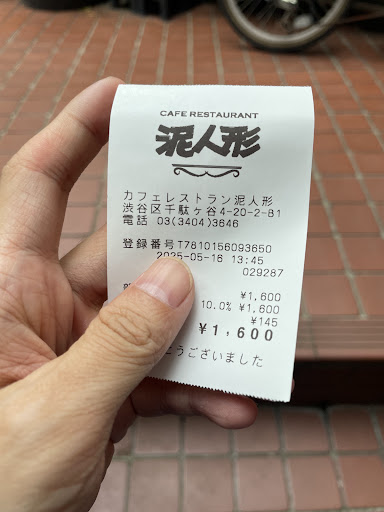 CAFE RESTAURANT
泥人形
カフェレストラン泥人形
渋谷区千駄ヶ谷4-20-2-B1
電話 03(3404)3646
登録番号T7810156093650
2025-05-16 13:45
029287
¥1,600
10.0% ¥1,600
¥145
¥1,600
うございました